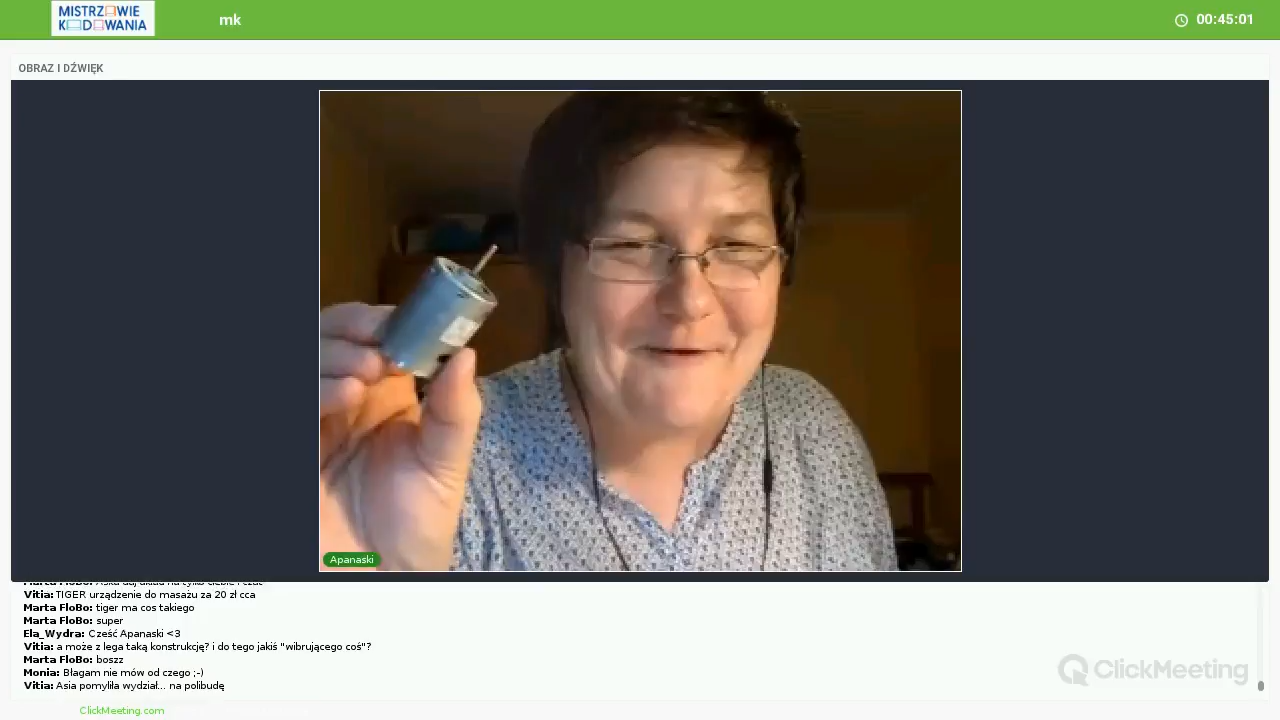 MISTRZOWIE
KODOWANIA
mk
00:45:01
OBRAZ I DŹWIĘK
Apanaski
Vitia: TIGER urządzenie do masażu za 20 zł cca
Marta FloBo: tiger ma cos takiego
Marta FloBo: super
Ela_Wydra: Cześć Apanaski <3
Vitia: a może z lega taką konstrukcję? i do tego jakiś "wibrującego coś"?
Marta FloBo: boszz
Monia: Błagam nie mów od czego ;-)
Vitia: Asia pomyliła wydział... na polibudę
ClickMeeting
ClickMeeting.com